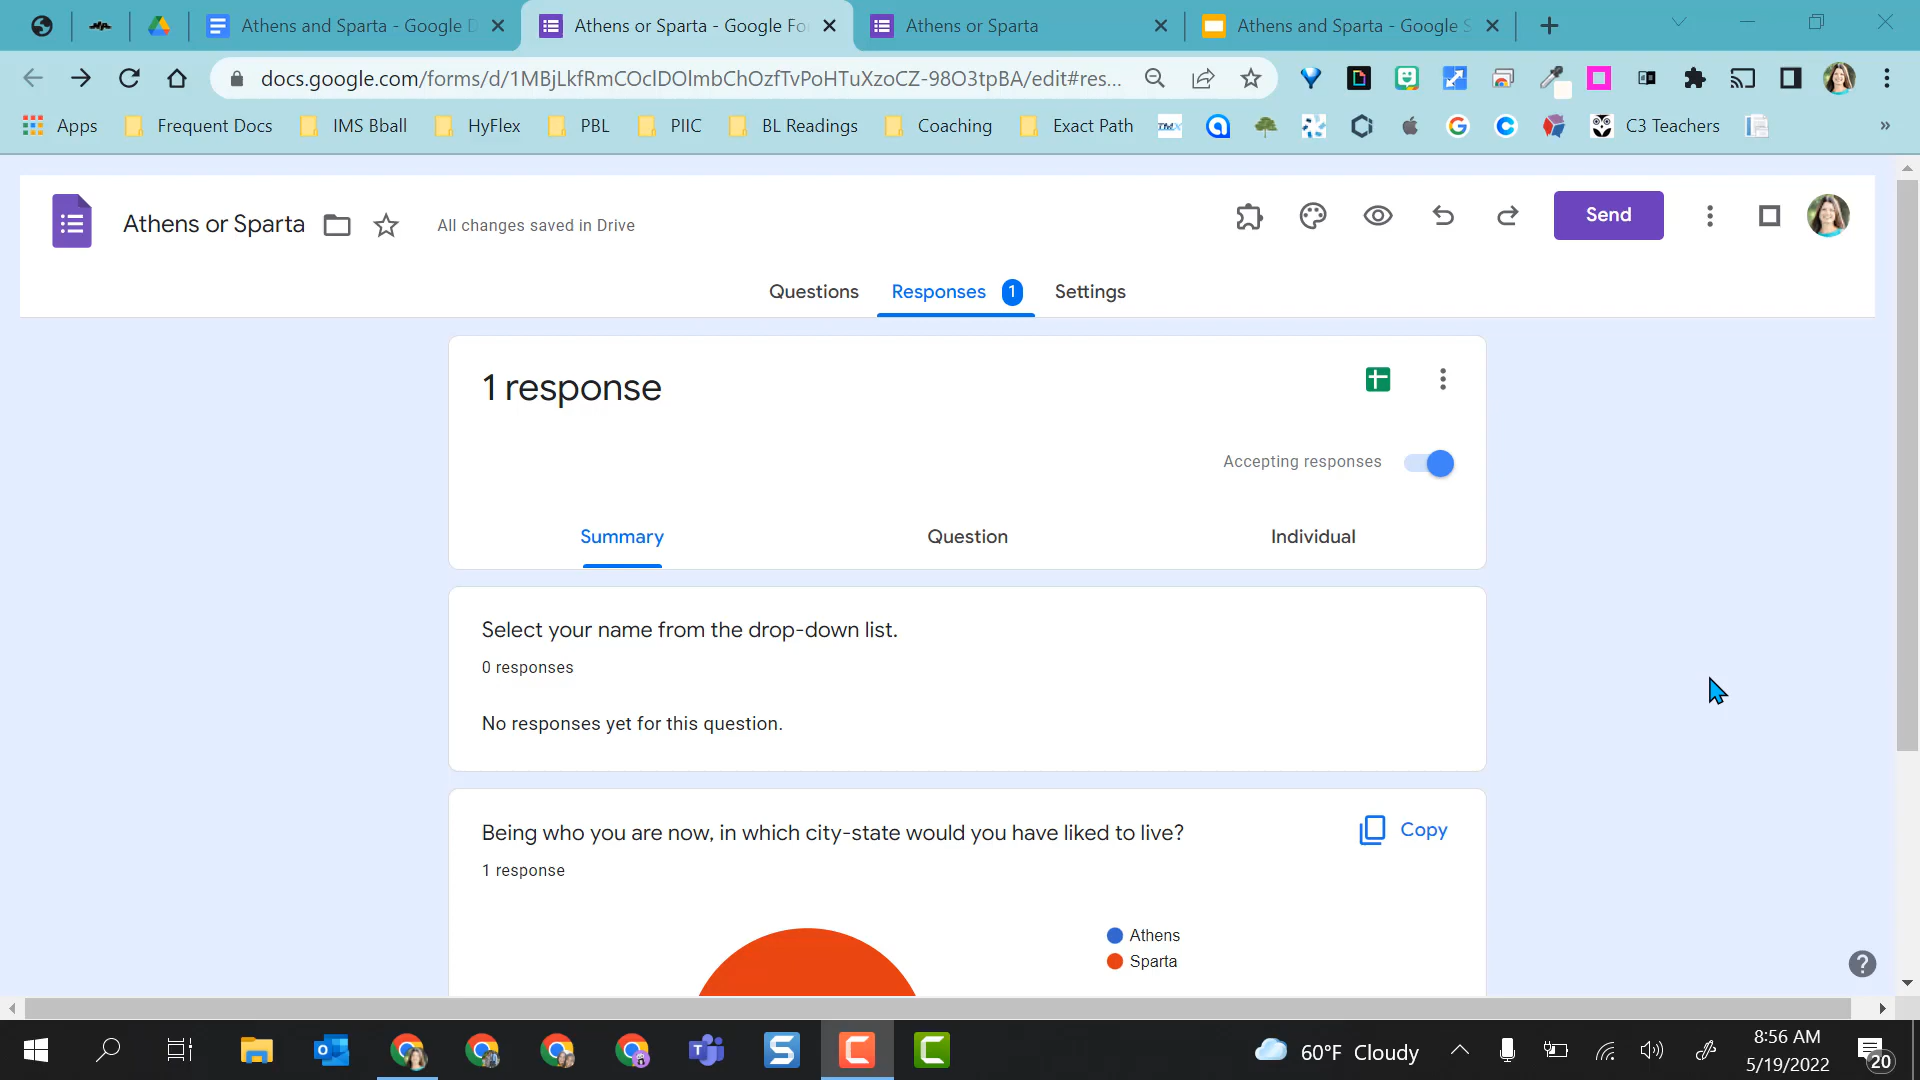 Athens and Sparta - Google D
Athens or Sparta - Google Fo
Athens or Sparta
Athens and Sparta - Google S
docs.google.com/forms/d/1MBjLkfRmCOclDOlmbChOzfTvPoHTuXzoCZ-98O3tpBA/edit#res...
Apps
Frequent Docs
IMS Bball
HyFlex
PBL
PIIC
BL Readings
Coaching
Exact Path
TMX
C3 Teachers
»
Athens or Sparta
All changes saved in Drive
Send
Questions
Responses 1
Settings
1 response
Accepting responses
Summary
Question
Individual
Select your name from the drop-down list.
0 responses
No responses yet for this question.
Being who you are now, in which city-state would you have liked to live?
Copy
1 response
Athens
Sparta
60°F Cloudy
8:56 AM
5/19/2022
20